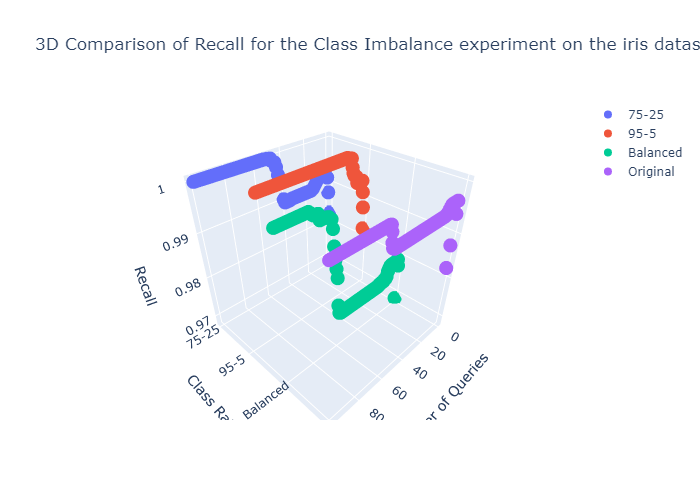 3D Comparison of Recall for the Class Imbalance experiment on the iris datas
75-25
95-5
Balanced
Original
1
0.99
0.98
0.97
Recall
75-25
95-5
Balanced
Class Ra
0
20
40
60
80
er of Queries